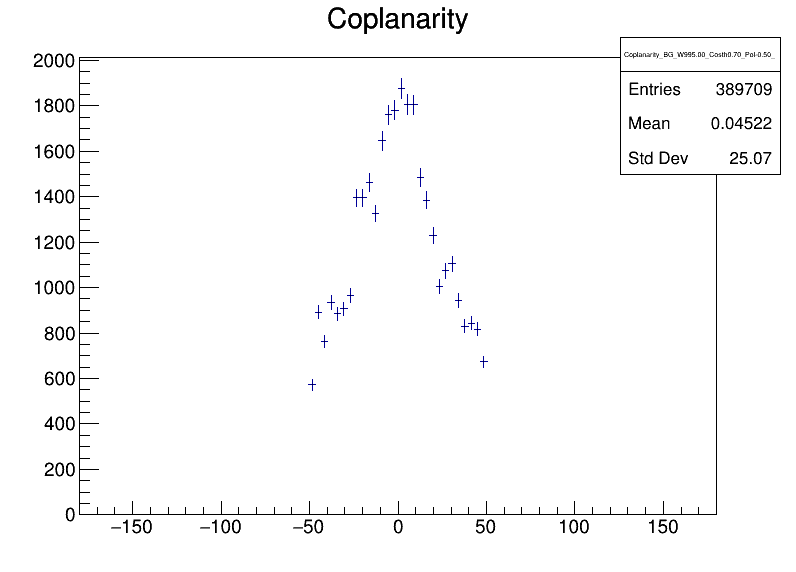 Coplanarity
Coplanarity_BG_W995.00_Costh0.70_Pol-0.50_
Entries 389709
Mean 0.04522
Std Dev 25.07
2000
1800
1600
1400
1200
1000
800
600
400
200
0
−150 −100 −50 0 50 100 150